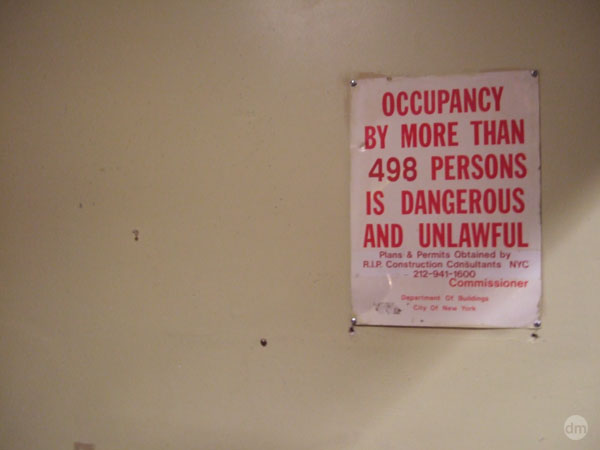 OCCUPANCY
BY MORE THAN
498 PERSONS
IS DANGEROUS
AND UNLAWFUL
Plans & Permits Obtained by
R.I.P. Construction Consultants NYC
212-941-1600
Commissioner
Department Of Buildings
City Of New York
dm